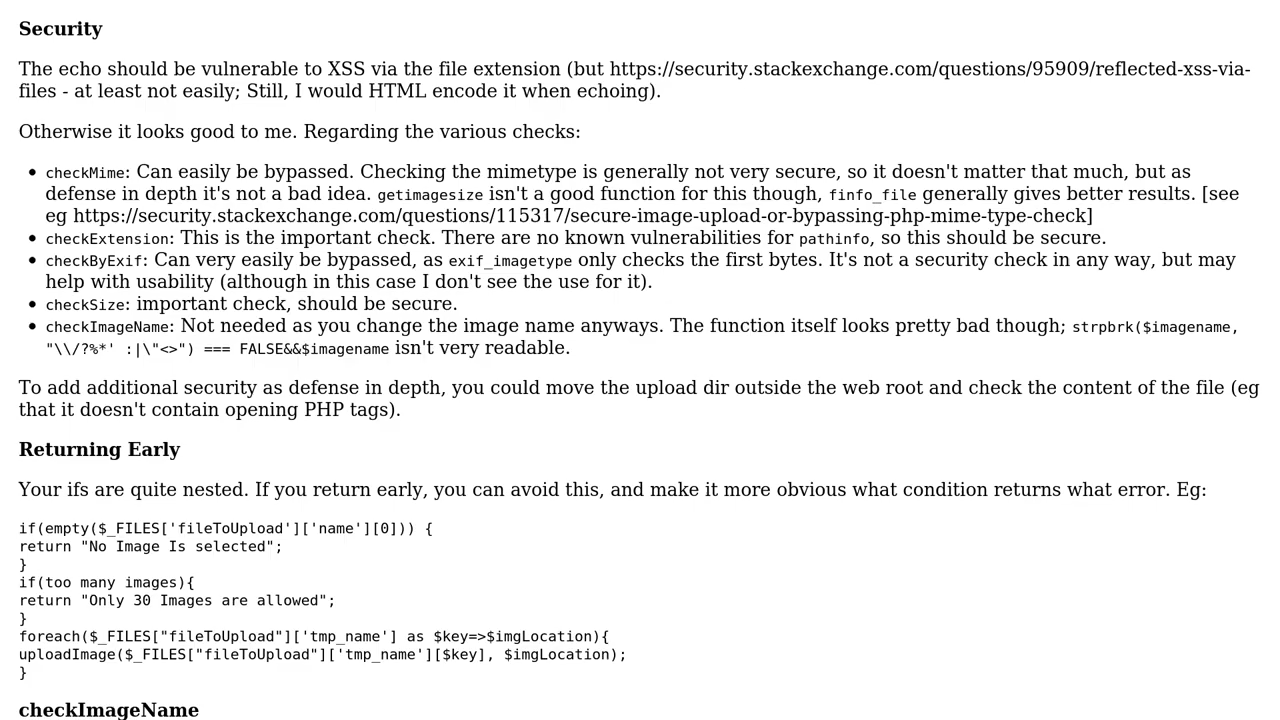 Security
The echo should be vulnerable to XSS via the file extension (but https://security.stackexchange.com/questions/95909/reflected-xss-via-
files - at least not easily; Still, I would HTML encode it when echoing).
Otherwise it looks good to me. Regarding the various checks:
checkMime: Can easily be bypassed. Checking the mimetype is generally not very secure, so it doesn't matter that much, but as
defense in depth it's not a bad idea. getimagesize isn't a good function for this though, finfo_file generally gives better results. [see
eg https://security.stackexchange.com/questions/115317/secure-image-upload-or-bypassing-php-mime-type-check]
checkExtension: This is the important check. There are no known vulnerabilities for pathinfo, so this should be secure.
checkByExif: Can very easily be bypassed, as exif_imagetype only checks the first bytes. It's not a security check in any way, but may
help with usability (although in this case I don't see the use for it).
checkSize: important check, should be secure.
checkImageName: Not needed as you change the image name anyways. The function itself looks pretty bad though; strpbrk($imagename,
"\\/?%*' :|\"<>") === FALSE&&$imagename isn't very readable.
To add additional security as defense in depth, you could move the upload dir outside the web root and check the content of the file (eg
that it doesn't contain opening PHP tags).
Returning Early
Your ifs are quite nested. If you return early, you can avoid this, and make it more obvious what condition returns what error. Eg:
if(empty($_FILES['fileToUpload']['name'][0])) {
return "No Image Is selected";
}
if(too many images){
return "Only 30 Images are allowed";
}
foreach($_FILES["fileToUpload"]['tmp_name'] as $key=>$imgLocation){
uploadImage($_FILES["fileToUpload"]['tmp_name'][$key], $imgLocation);
}
checkImageName